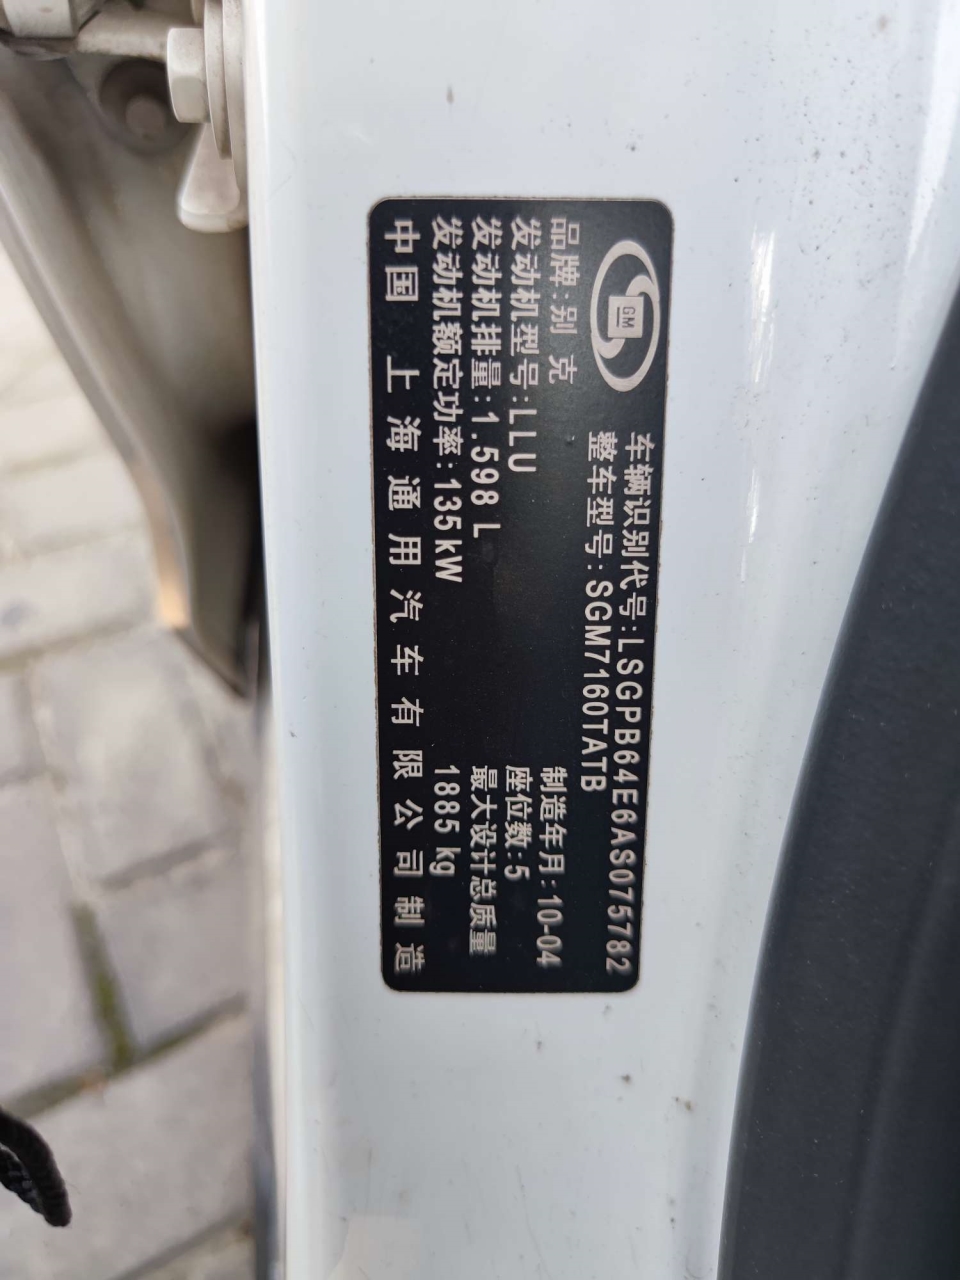 GM
车辆识别代号:LSGPB64E6AS075782
整车型号:SGM7160TATB
品牌:别 克
发动机型号:LLU
发动机排量:1.598 L
发动机额定功率:135kW
制造年月:10-04
座位数:5
最大设计总质量
1885 kg
中国 上海通用汽车有限公司制造